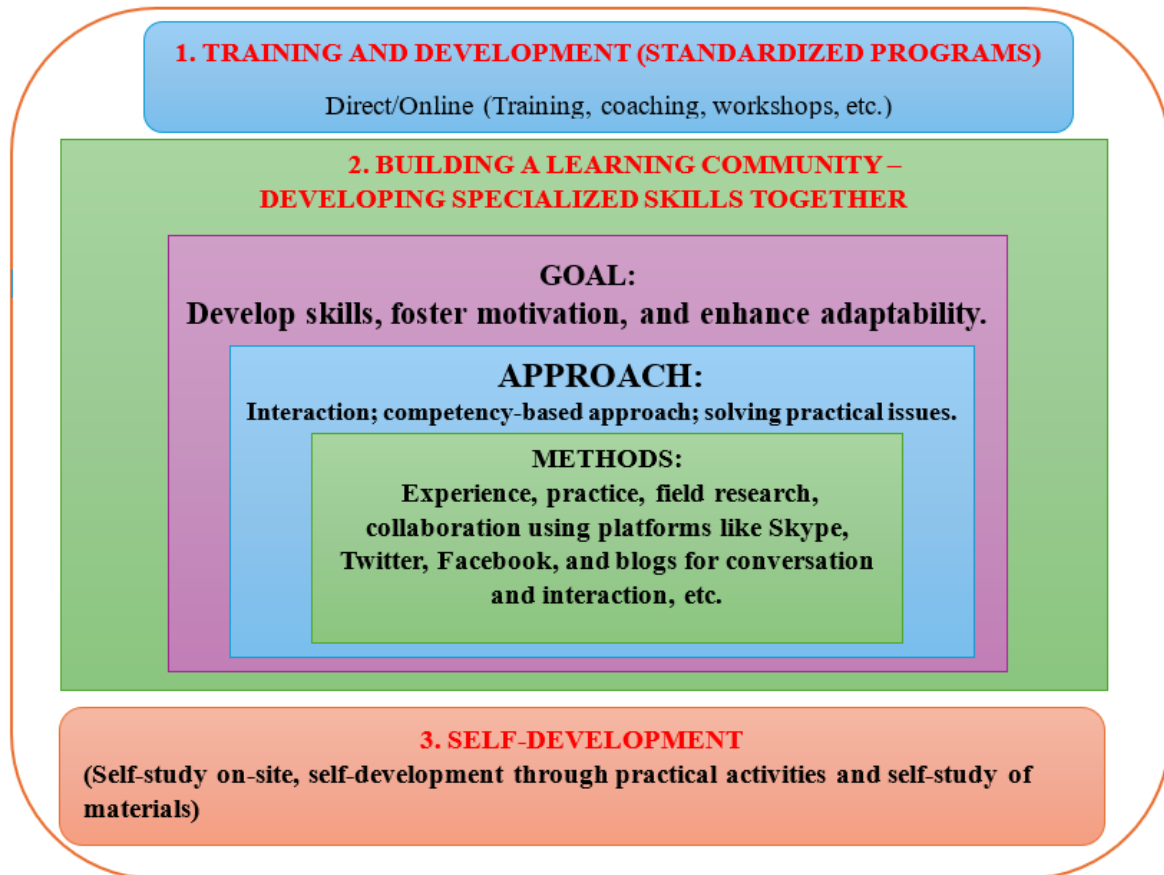 1. TRAINING AND DEVELOPMENT (STANDARDIZED PROGRAMS)
Direct/Online (Training, coaching, workshops, etc.)
2. BUILDING A LEARNING COMMUNITY –
DEVELOPING SPECIALIZED SKILLS TOGETHER
GOAL:
Develop skills, foster motivation, and enhance adaptability.
APPROACH:
Interaction; competency-based approach; solving practical issues.
METHODS:
Experience, practice, field research,
collaboration using platforms like Skype,
Twitter, Facebook, and blogs for conversation
and interaction, etc.
3. SELF-DEVELOPMENT
(Self-study on-site, self-development through practical activities and self-study of
materials)